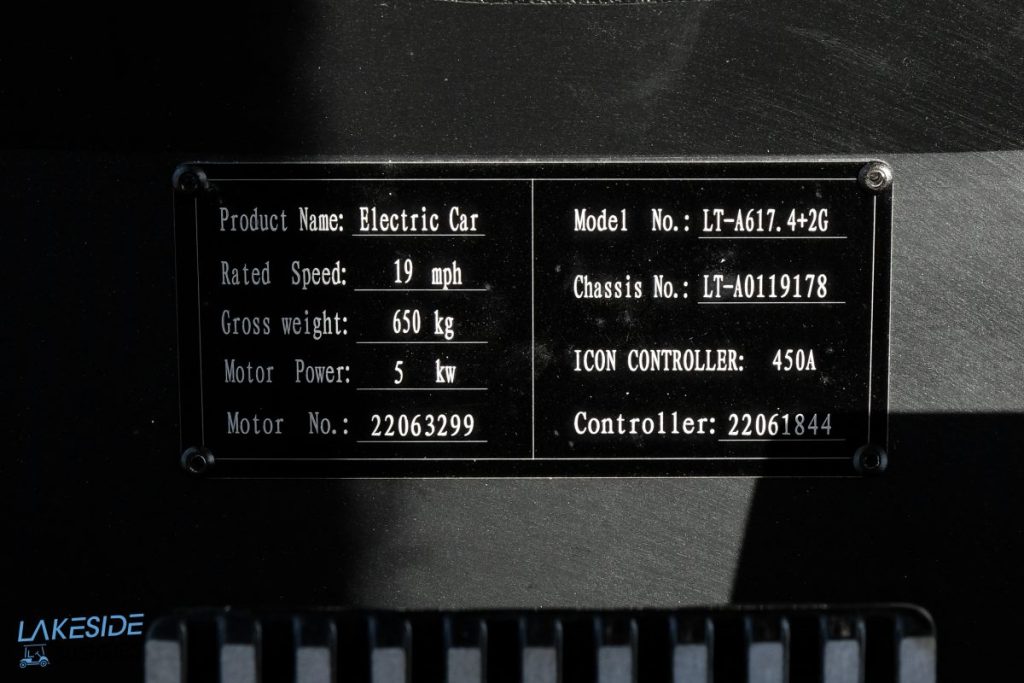 Product Name: Electric Car
Rated Speed: 19 mph
Gross weight: 650 kg
Motor Power: 5 kw
Motor No.: 22063299
Model No.: LT-A617.4+2G
Chassis No.: LT-A0119178
ICON CONTROLLER: 450A
Controller: 22061844
LAKESIDE